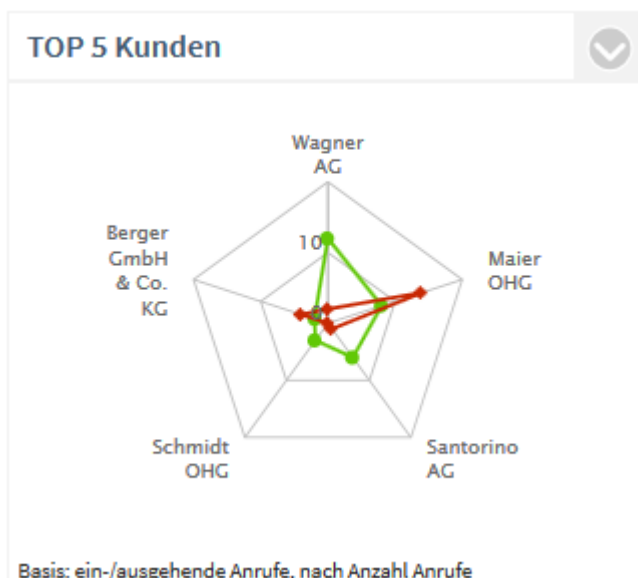 TOP 5 Kunden
Wagner
AG
10
Berger
GmbH
& Co.
KG
Maier
OHG
0
Schmidt
OHG
Santorino
AG
Basis: ein-/ausgehende Anrufe, nach Anzahl Anrufe